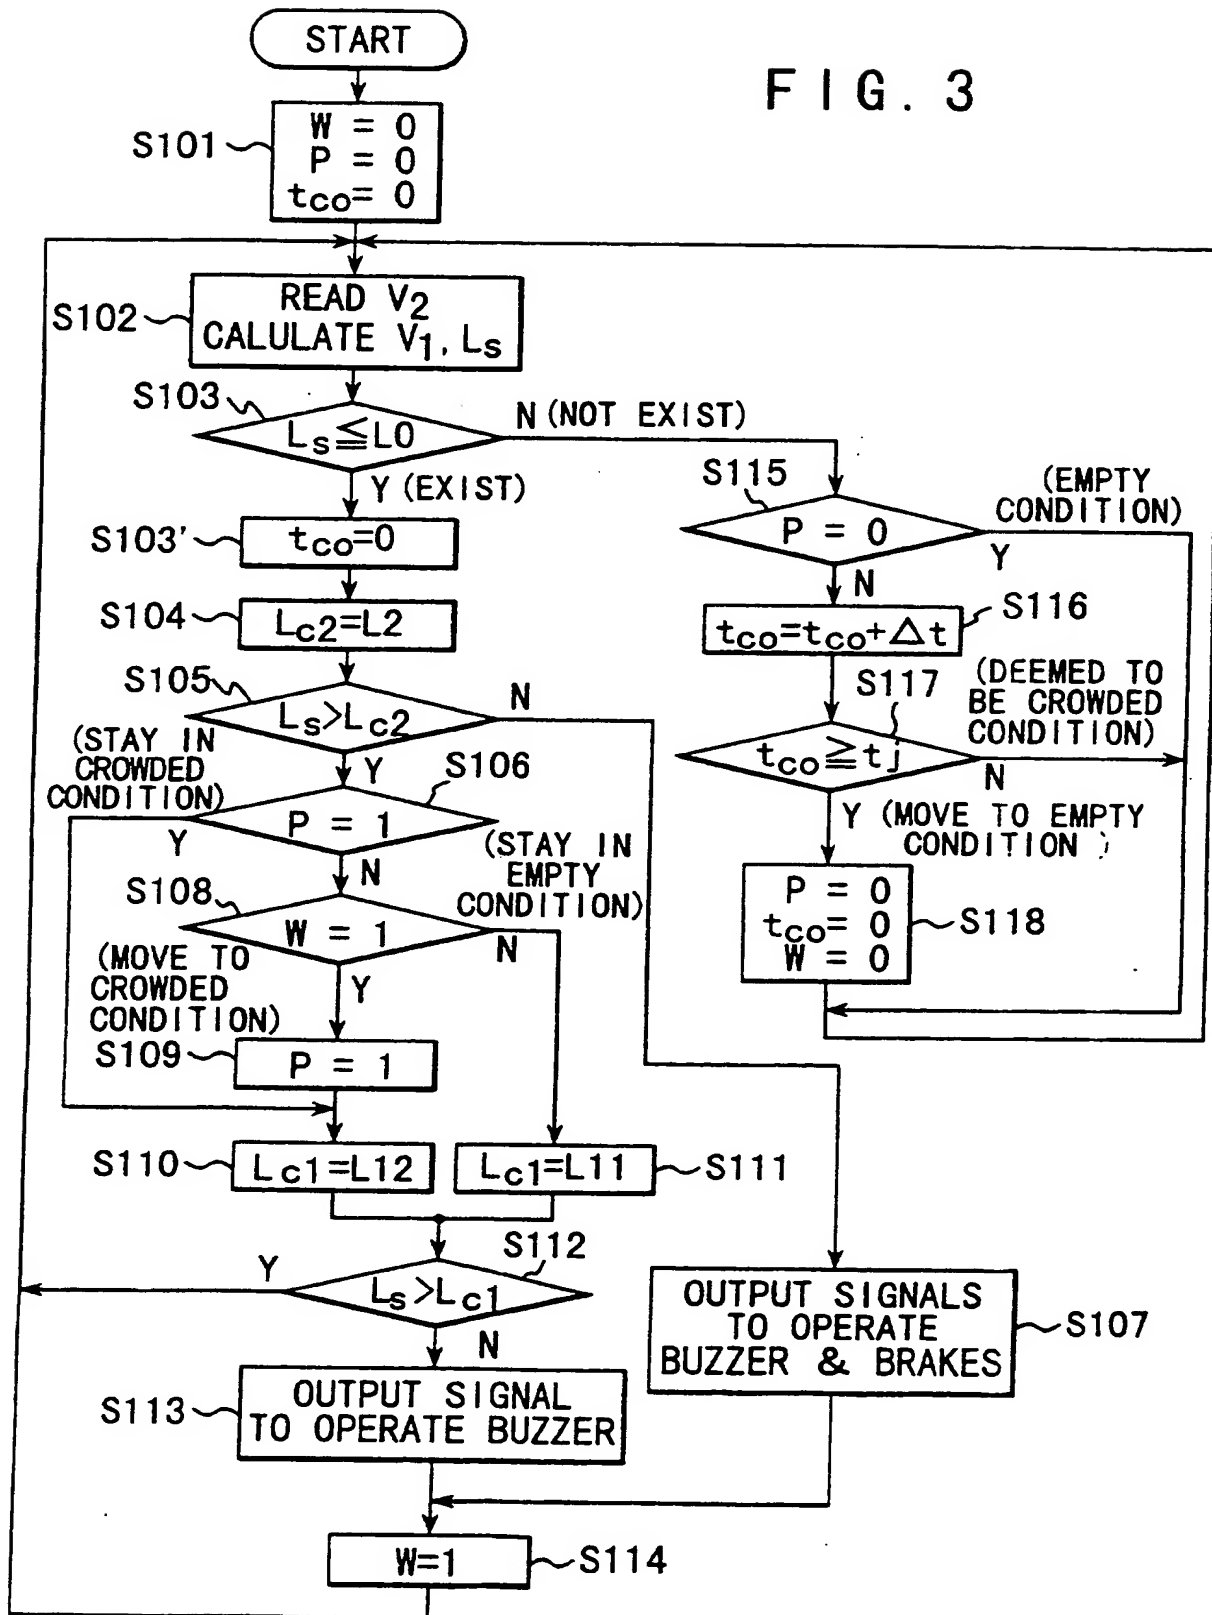 START
FIG. 3
S101
W = 0
P = 0
tco= 0
S102
READ V2
CALULATE V1, Ls
S103
Ls≦L0
N (NOT EXIST)
Y (EXIST)
S103'
tco=0
S104
Lc2=L2
S105
Ls>Lc2
N
Y
(STAY IN
CROWDED
CONDITION)
S106
P = 1
Y
N
(STAY IN
EMPTY
CONDITION)
S108
W = 1
N
Y
(MOVE TO
CROWDED
CONDITION)
S109
P = 1
S110
Lc1=L12
Lc1=L11
S111
S112
Ls>Lc1
Y
N
S113
OUTPUT SIGNAL
TO OPERATE BUZZER
OUTPUT SIGNALS
TO OPERATE
BUZZER & BRAKES
S107
W=1
S114
S115
P = 0
(EMPTY
CONDITION)
Y
N
S116
tco=tco+△t
S117
(DEEMED TO
BE CROWDED
CONDITION)
tco≧tj
N
Y (MOVE TO EMPTY
CONDITION )
P = 0
tco= 0
W = 0
S118